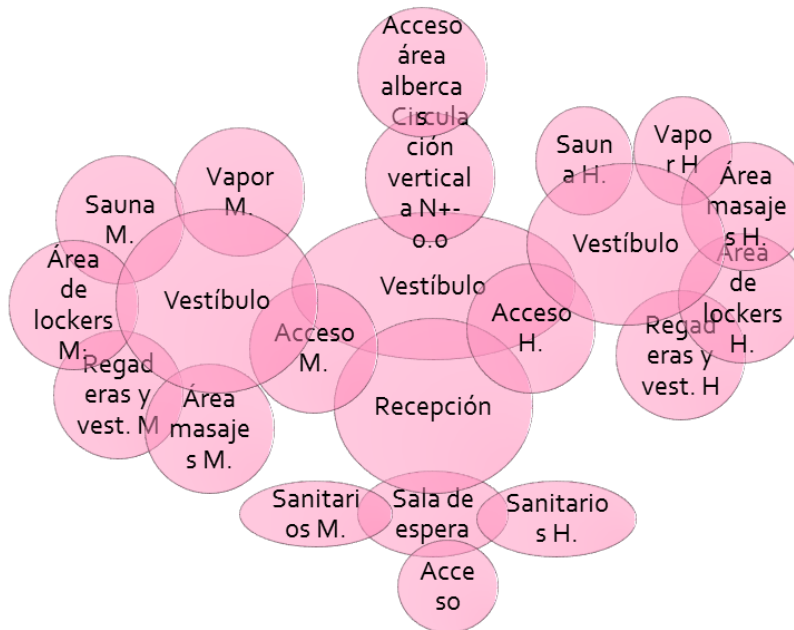 Acceso
área
alberca
s
Circula
ción
vertical
a N+-
0.0
Saun
a H.
Vapo
r H
Área
masaje
s H.
Vestíbulo
Área
de
lockers
H.
Regad
eras y
vest. H
Vapor
M.
Sauna
M.
Área
de
lockers
M.
Vestíbulo
Regad
eras y
vest. M
Área
masaje
s M.
Vestíbulo
Acceso
M.
Acceso
H.
Recepción
Sanitari
os M.
Sala de
espera
Sanitario
s H.
Acce
so